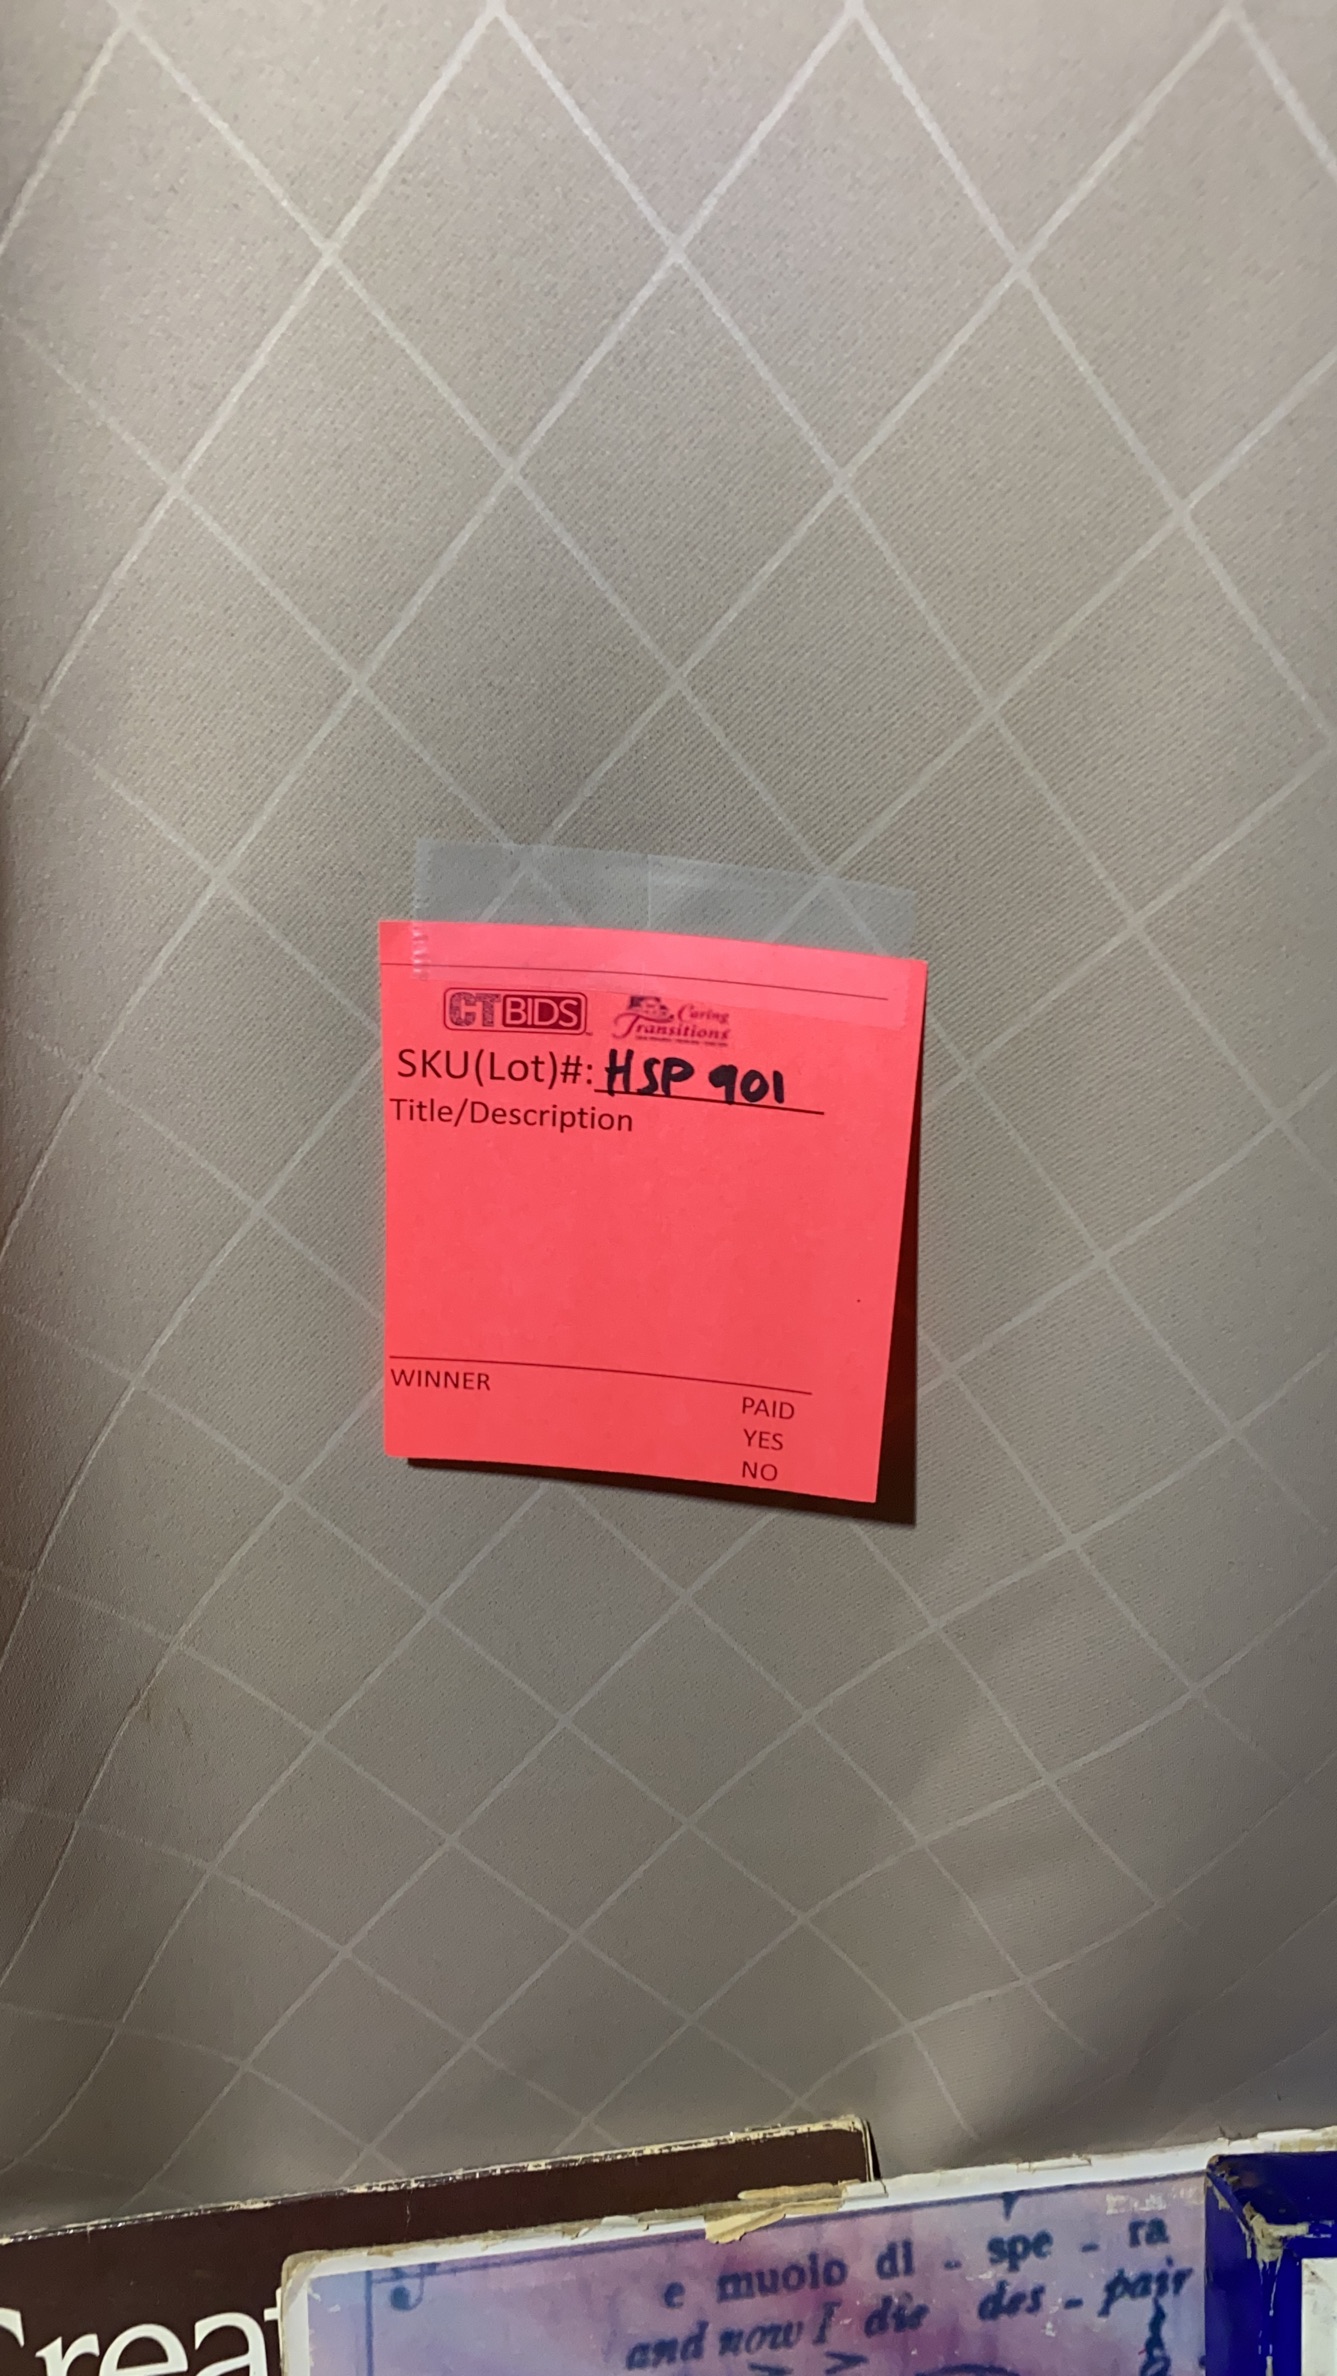 CTBIDS Caring Transitions
SKU(Lot)#: HSP 901
Title/Description
WINNER
PAID
YES
NO
e muoio di - spe - ra
and now I die des - pair
Crea